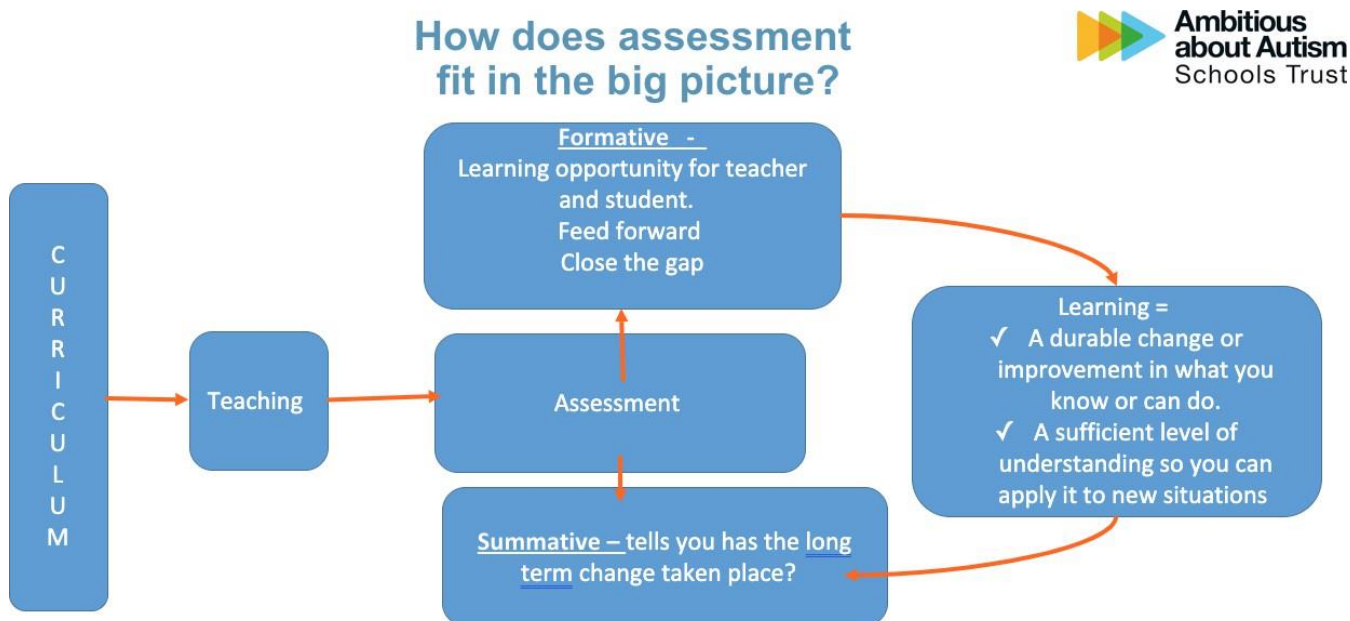 How does assessment
fit in the big picture?
Ambitious
about Autism
Schools Trust
CURRICULUM
Teaching
Assessment
Formative -
Learning opportunity for teacher
and student.
Feed forward
Close the gap
Learning =
✓ A durable change or
improvement in what you
know or can do.
✓ A sufficient level of
understanding so you can
apply it to new situations
Summative – tells you has the long
term change taken place?